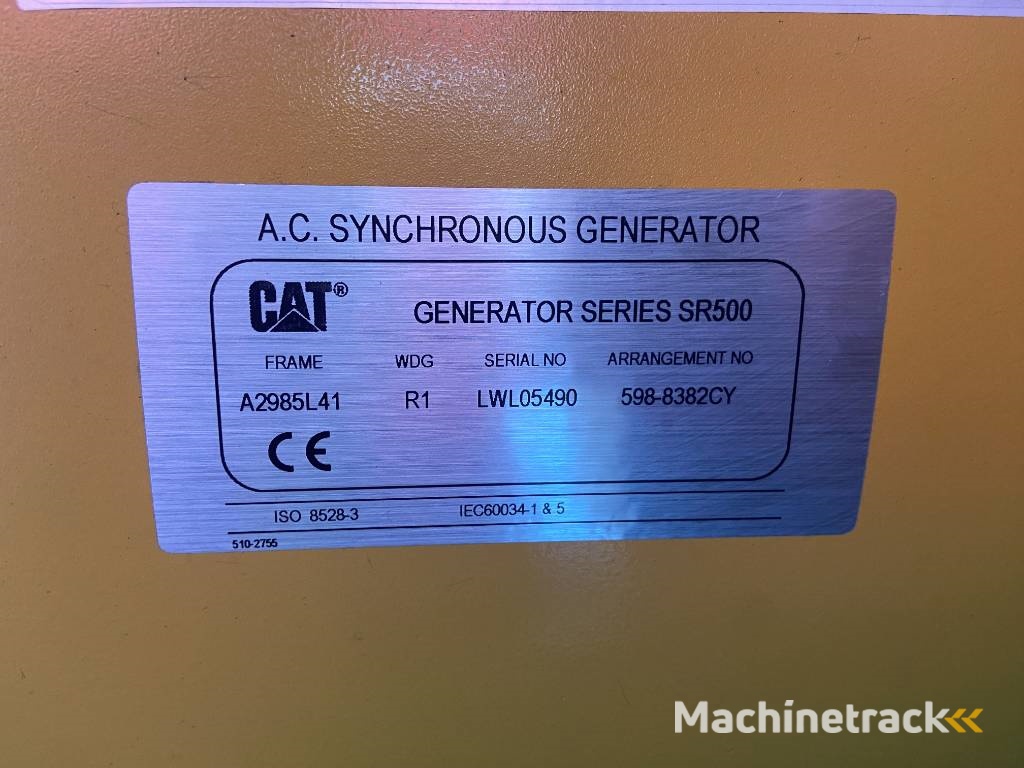 A.C. SYNCHRONOUS GENERATOR
CAT® GENERATOR SERIES SR500
FRAME WDG SERIAL NO ARRANGEMENT NO
A2985L41 R1 LWL05490 598-8382CY
CE
ISO 8528-3 IEC60034-1 & 5
510-2755
Machinetrack